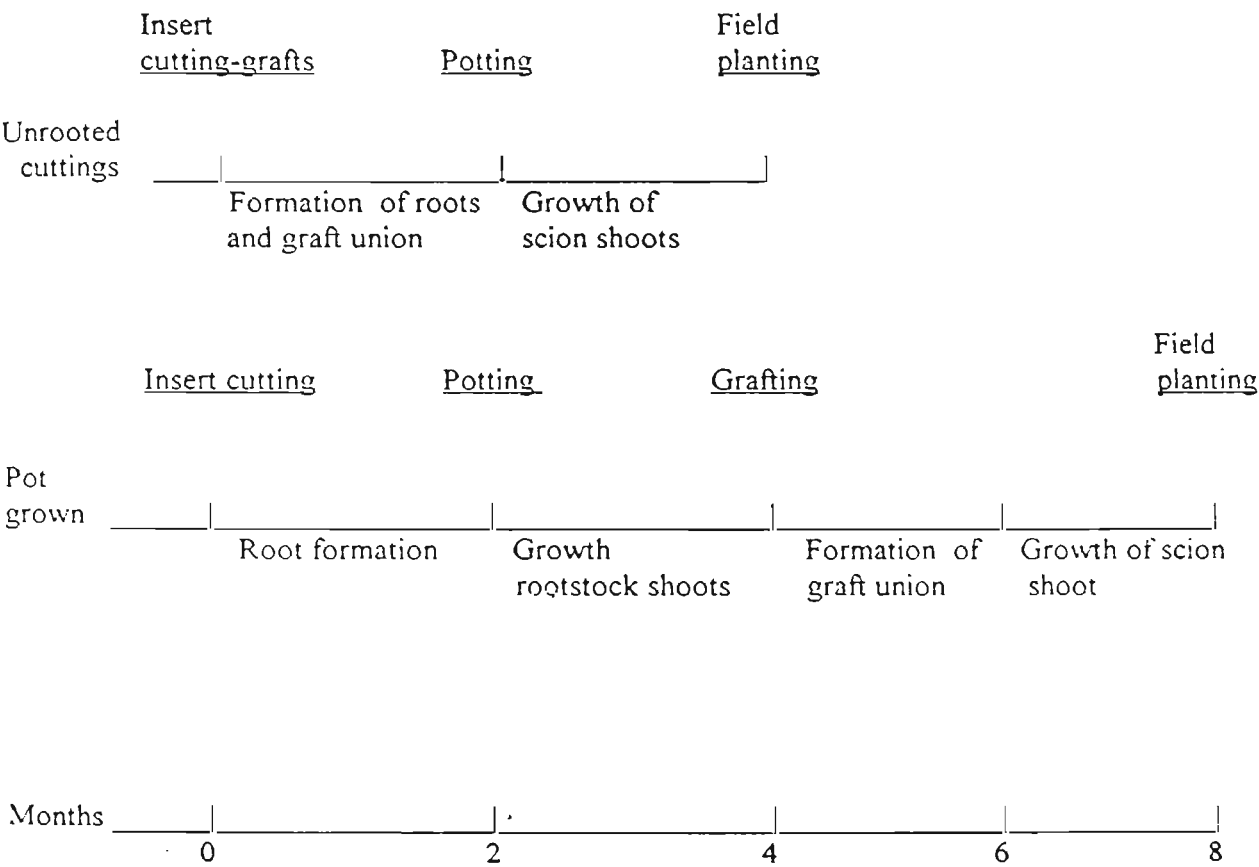 Insert
cutting-grafts
Potting
Field
planting
Unrooted
cuttings
Formation of roots
and graft union
Growth of
scion shoots
Field
planting
Insert cutting
Potting
Grafting
Pot
grown
Root formation
Growth
rootstock shoots
Formation of
graft union
Growth of scion
shoot
Months
0 2 4 6 8